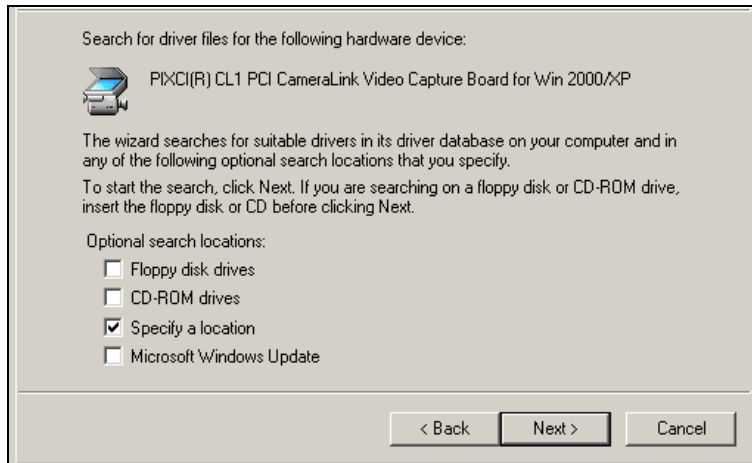 Search for driver files for the following hardware device:
PIXCI(R) CL1 PCI CameraLink Video Capture Board for Win 2000/XP
The wizard searches for suitable drivers in its driver database on your computer and in
any of the following optional search locations that you specify.
To start the search, click Next. If you are searching on a floppy disk or CD-ROM drive,
insert the floppy disk or CD before clicking Next.
Optional search locations:
Floppy disk drives
CD-ROM drives
Specify a location
Microsoft Windows Update
< Back Next > Cancel